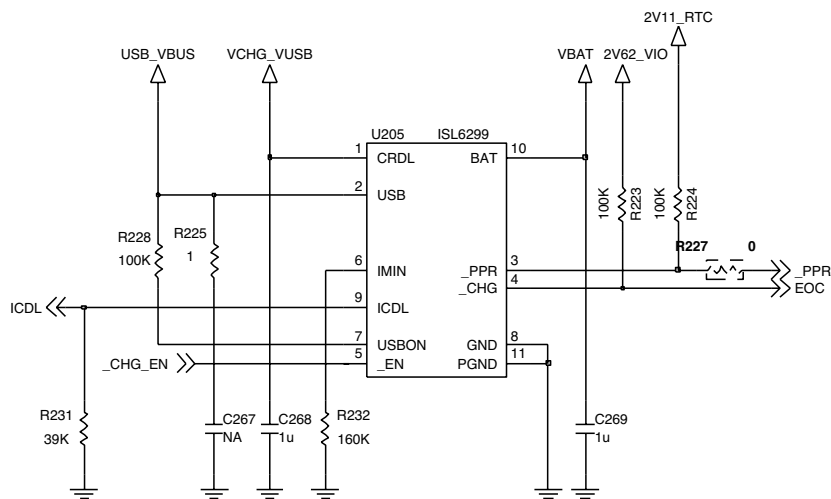 2V11_RTC
USB_VBUS
VCHG_VUSB
VBAT
2V62_VIO
U205
ISL6299
1
CRDL
BAT
10
2
USB
100K
R223
100K
R224
R228
100K
R225
1
R227
0
6
IMIN
3
_PPR
_PPR
4
_CHG
EOC
ICDL
9
ICDL
7
USBON
8
GND
_CHG_EN
5
_EN
11
PGND
R231
39K
C267
NA
C268
1u
R232
160K
C269
1u